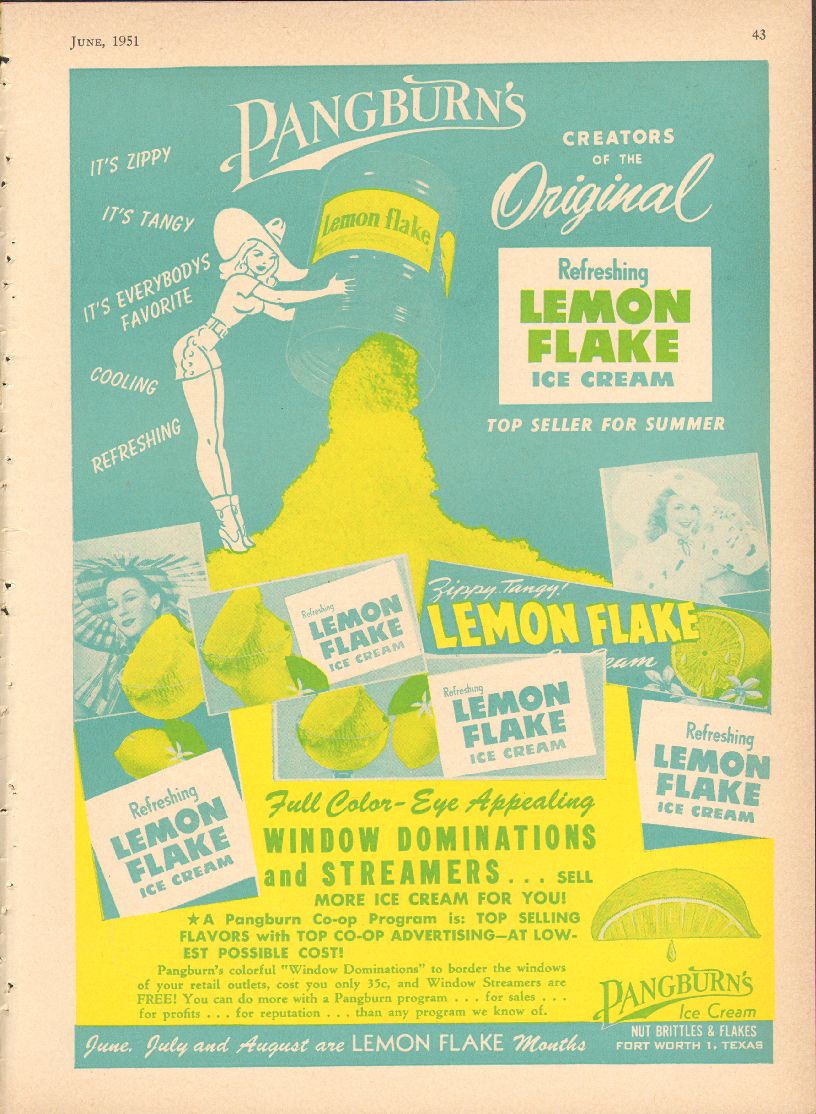 JUNE, 1951
43
PANGBURN'S
CREATORS
OF THE
Original
IT'S ZIPPY
IT'S TANGY
IT'S EVERYBODYS
FAVORITE
COOLING
REFRESHING
Lemon flake
Refreshing
LEMON
FLAKE
ICE CREAM
TOP SELLER FOR SUMMER
Refreshing
LEMON
FLAKE
ICE CREAM
Zippy Tangy!
LEMON FLAKE
Refreshing
LEMON
FLAKE
ICE CREAM
Refreshing
LEMON
FLAKE
ICE CREAM
Refreshing
LEMON
FLAKE
ICE CREAM
Full Color-Eye Appealing
WINDOW DOMINATIONS
and STREAMERS... SELL
MORE ICE CREAM FOR YOU!
★A Pangburn Co-op Program is: TOP SELLING
FLAVORS with TOP CO-OP ADVERTISING—AT LOW-
EST POSSIBLE COST!
Pangburn's colorful "Window Dominations" to border the windows
of your retail outlets, cost you only 35c, and Window Streamers are
FREE! You can do more with a Pangburn program . . . for sales . . .
for profits . . . for reputation . . . than any program we know of.
PANGBURN'S
Ice Cream
NUT BRITTLES & FLAKES
FORT WORTH 1, TEXAS
June, July and August are LEMON FLAKE Months